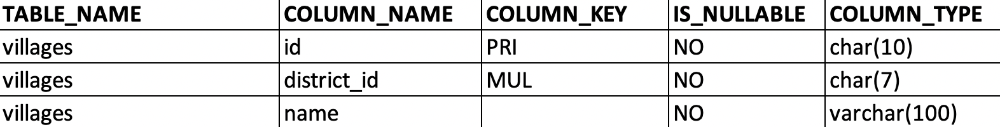 TABLE_NAME COLUMN_NAME COLUMN_KEY IS_NULLABLE COLUMN_TYPE
villages id PRI NO char(10)
villages district_id MUL NO char(7)
villages name NO varchar(100)